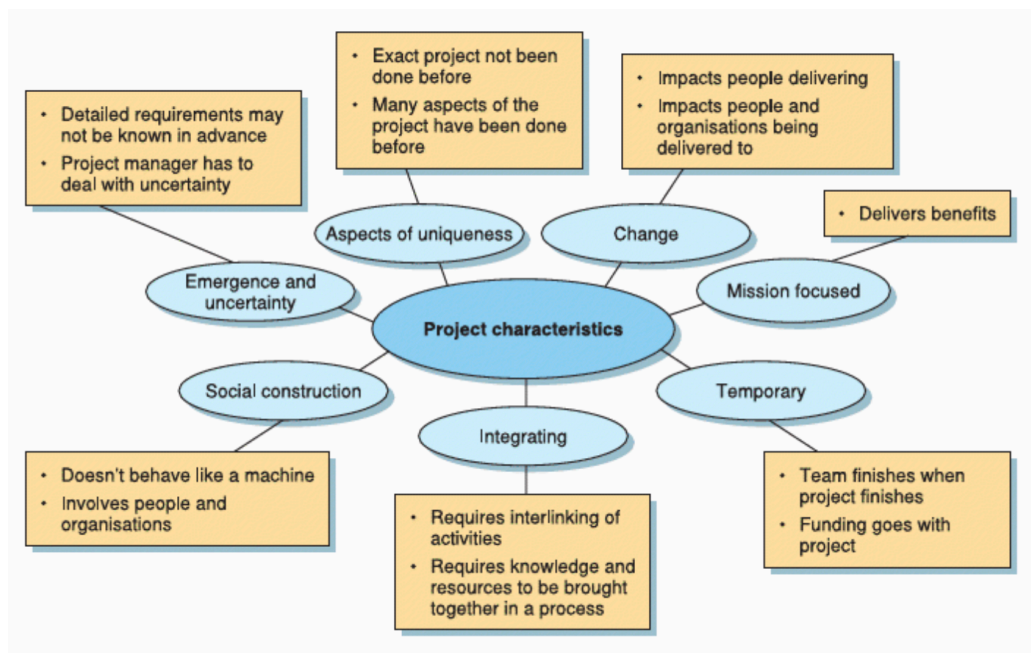 • Exact project not been
done before
• Many aspects of the
project have been done
before
• Impacts people delivering
• Impacts people and
organisations being
delivered to
• Detailed requirements may
not be known in advance
• Project manager has to
deal with uncertainty
• Delivers benefits
Aspects of uniqueness
Change
Emergence and
uncertainty
Mission focused
Project characteristics
Social construction
Temporary
Integrating
• Doesn't behave like a machine
• Involves people and
organisations
• Requires interlinking of
activities
• Requires knowledge and
resources to be brought
together in a process
• Team finishes when
project finishes
• Funding goes with
project